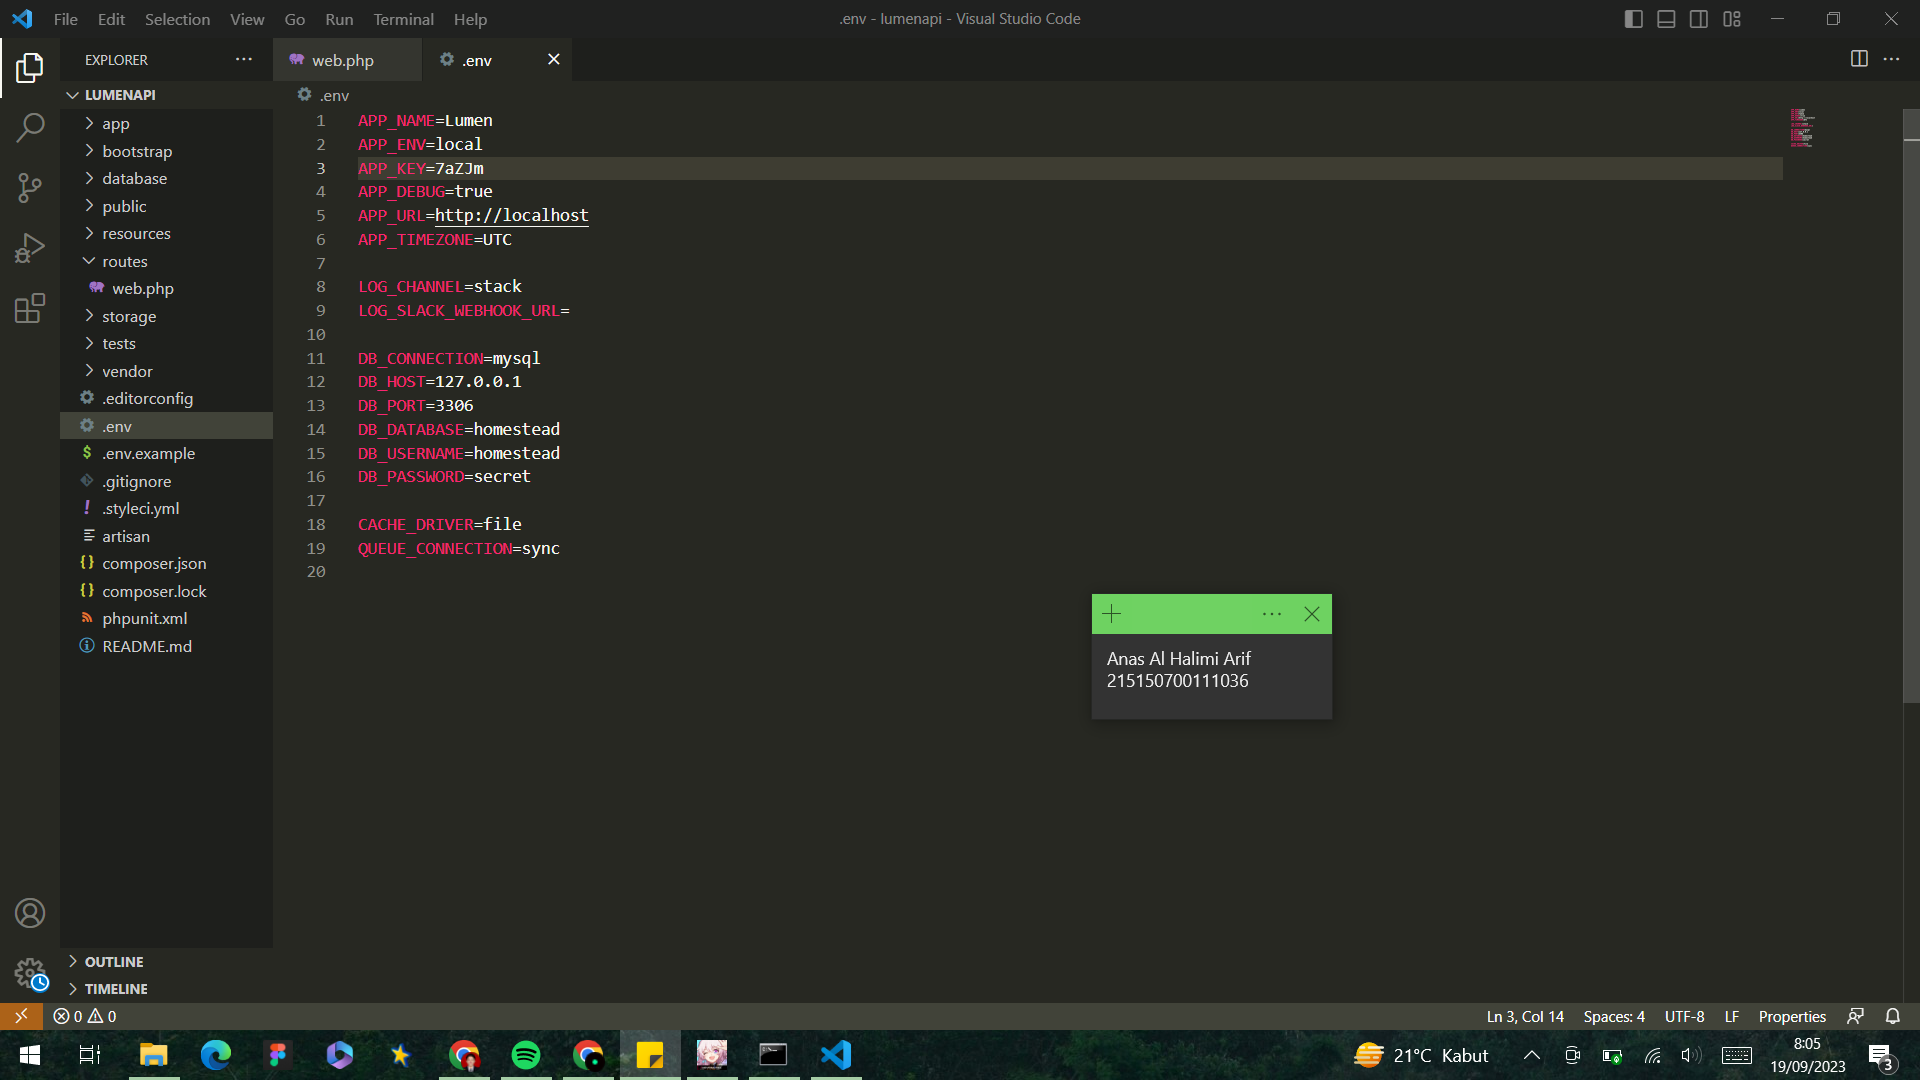 File Edit Selection View Go Run Terminal Help
.env - lumenapi - Visual Studio Code
EXPLORER
web.php
.env
LUMENAPI
app
bootstrap
database
public
resources
routes
web.php
storage
tests
vendor
.editorconfig
.env
.env.example
.gitignore
.styleci.yml
artisan
composer.json
composer.lock
phpunit.xml
README.md
OUTLINE
TIMELINE
.env
1 APP_NAME=Lumen
2 APP_ENV=local
3 APP_KEY=7aZJm
4 APP_DEBUG=true
5 APP_URL=http://localhost
6 APP_TIMEZONE=UTC
7
8 LOG_CHANNEL=stack
9 LOG_SLACK_WEBHOOK_URL=
10
11 DB_CONNECTION=mysql
12 DB_HOST=127.0.0.1
13 DB_PORT=3306
14 DB_DATABASE=homestead
15 DB_USERNAME=homestead
16 DB_PASSWORD=secret
17
18 CACHE_DRIVER=file
19 QUEUE_CONNECTION=sync
20
Anas Al Halimi Arif
215150700111036
0 0
Ln 3, Col 14 Spaces: 4 UTF-8 LF Properties
21°C Kabut
8:05
19/09/2023
3